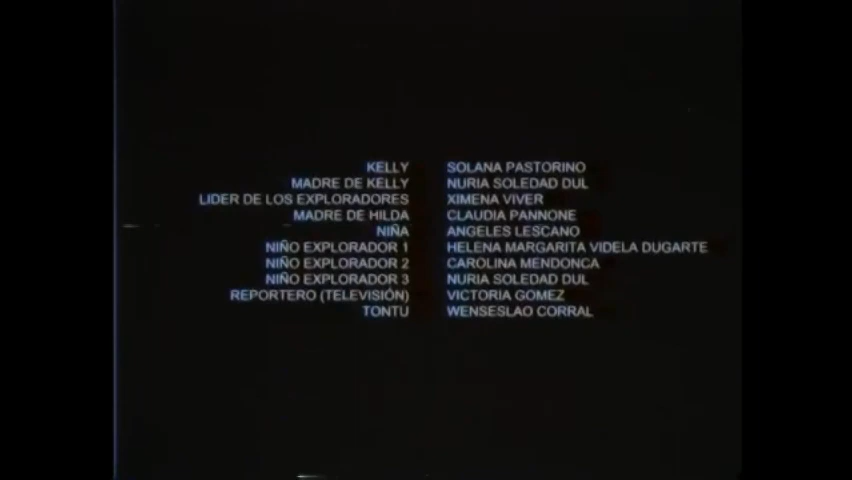 KELLY SOLANA PASTORINO
MADRE DE KELLY NURIA SOLEDAD DUL
LIDER DE LOS EXPLORADORES XIMENA VIVER
MADRE DE HILDA CLAUDIA PANNONE
NIÑA ANGELES LESCANO
NIÑO EXPLORADOR 1 HELENA MARGARITA VIDELA DUGARTE
NIÑO EXPLORADOR 2 CAROLINA MENDONCA
NIÑO EXPLORADOR 3 NURIA SOLEDAD DUL
REPORTERO (TELEVISIÓN) VICTORIA GOMEZ
TONTU WENSESLAO CORRAL